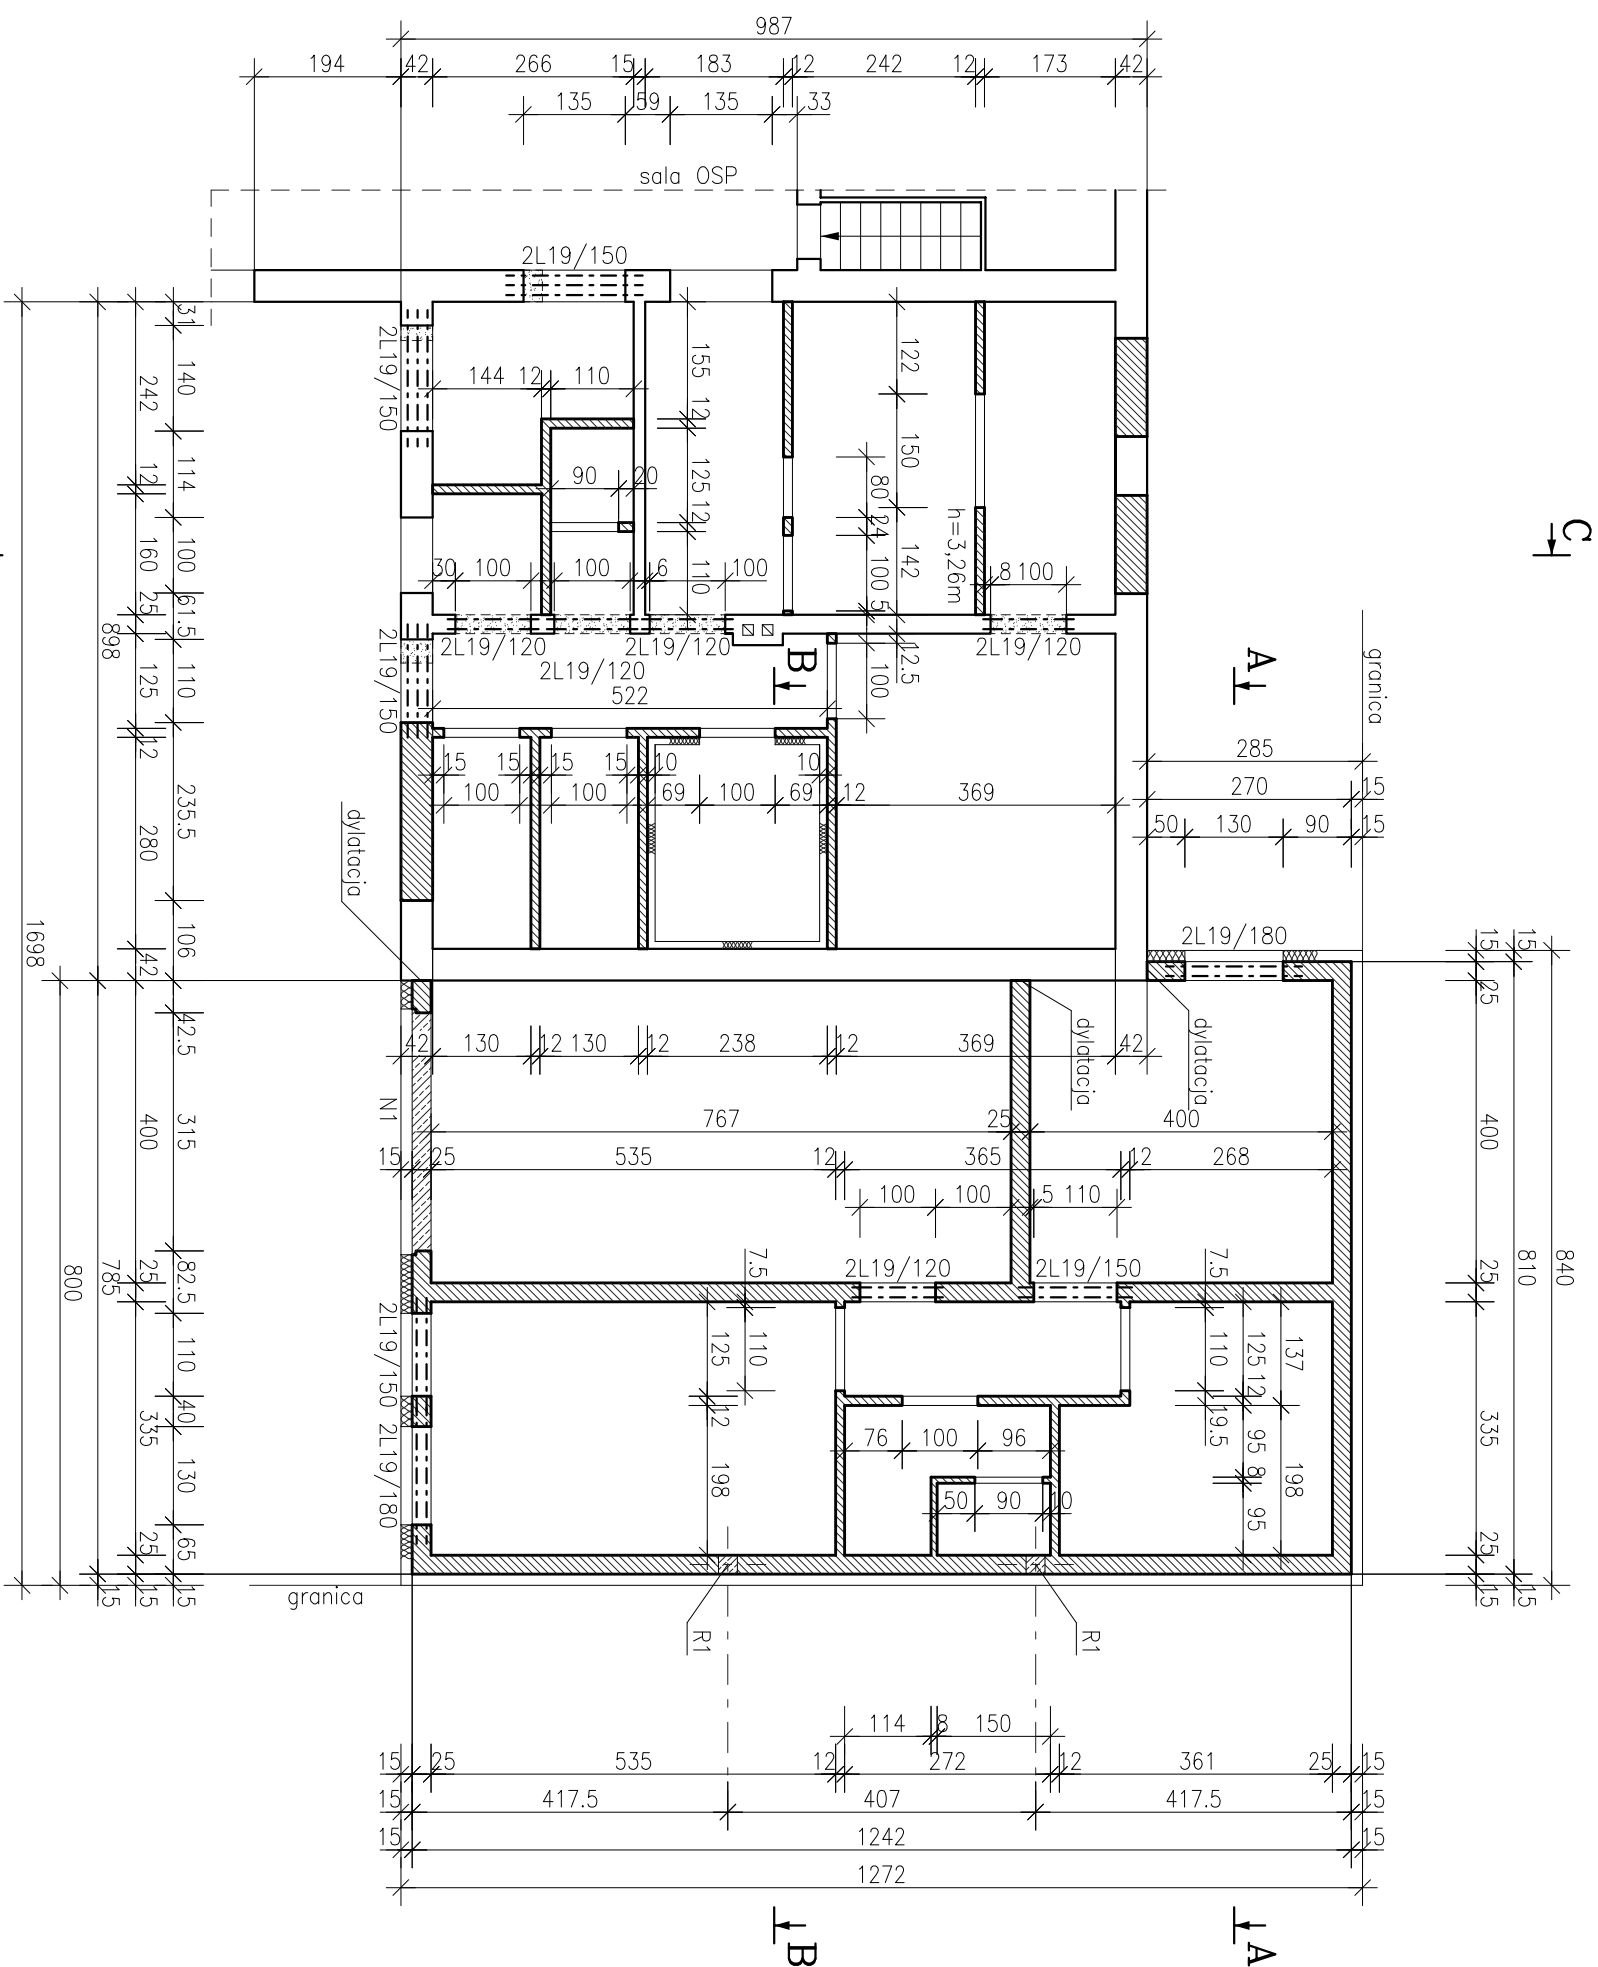 987
194 42 266 15 183 12 242 12 173 42
135 59 135 33
sala OSP
2L19/150
C
31
140
114
100
61.5
110
235.5
106
42
42.5
315
82.5
110
40
130
65
15
242
12
160
25
125
12
280
42
400
25
335
25
15
898
785
15
1698
800
2L19/150
2L19/150
144 12 110
155
12
125
12
110
90 20
122
150
142
12.5
100
80
24
100
5
h=3,26m
30 100 100 6 100
8 100
2L19/120 2L19/120 2L19/120
2L19/120
B
A
granica
522
285
270 15
50 130 90 15
15 15 15 15 10 10
100 100 69 100 69 12 369
dylatacja
2L19/180
15
25
400
25
335
25
15
15
810
15
840
42 130 12 130 12 238 12 369 42
dylatacja
dylatacja
N1
767 25 400
15 25 535 12 365 12 268
100 100 5 110
2L19/120 2L19/150
7.5
110
125
12
198
7.5
110
19.5
125
12
95
8
95
137
198
2L19/150
2L19/180
76 100 96
50 90 10
granica
R1
R1
114 8 150
15 25 535 12 272 12 361 25 15
15 417.5 407 417.5 15
15 1242 15
1272
B
A